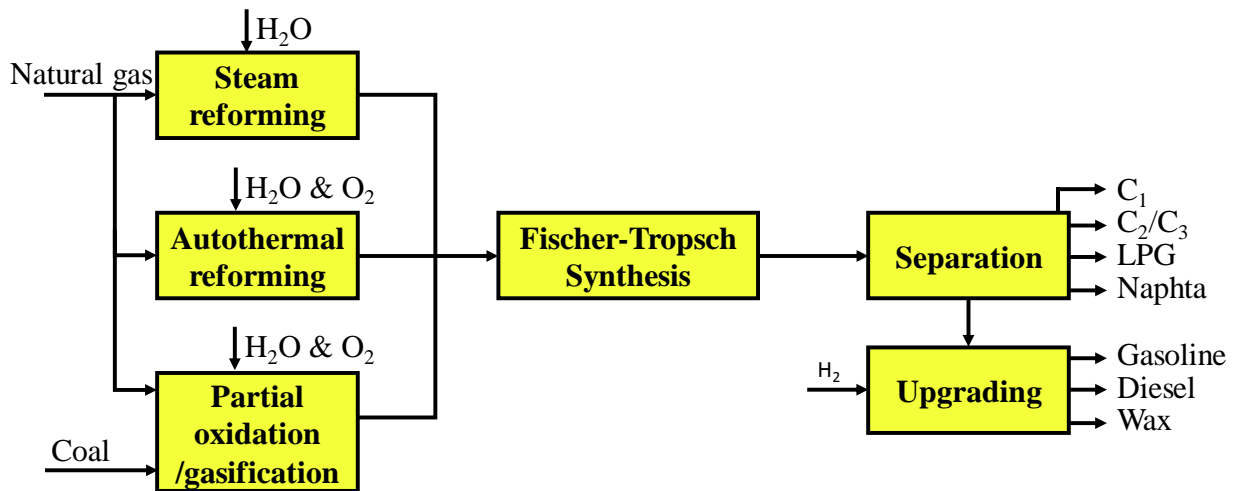 H₂O
Natural gas
Steam
reforming
H₂O & O₂
Autothermal
reforming
H₂O & O₂
Partial
oxidation
/gasification
Coal
Fischer-Tropsch
Synthesis
Separation
C₁
C₂/C₃
LPG
Naphta
H₂
Upgrading
Gasoline
Diesel
Wax